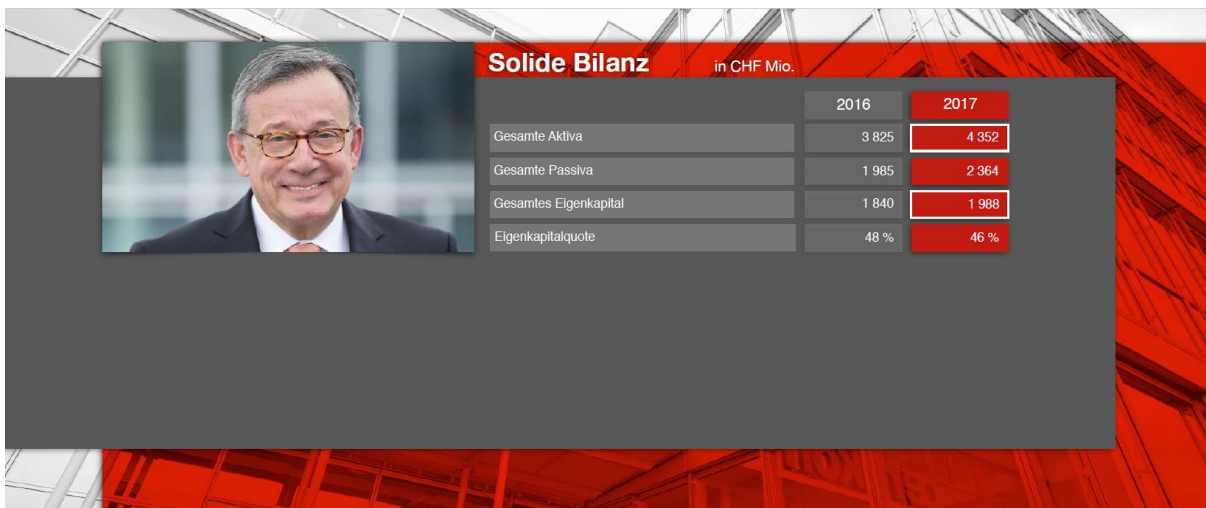 Solide Bilanz in CHF Mio.
2016 2017
Gesamte Aktiva 3 825 4 352
Gesamte Passiva 1 985 2 364
Gesamtes Eigenkapital 1 840 1 988
Eigenkapitalquote 48 % 46 %